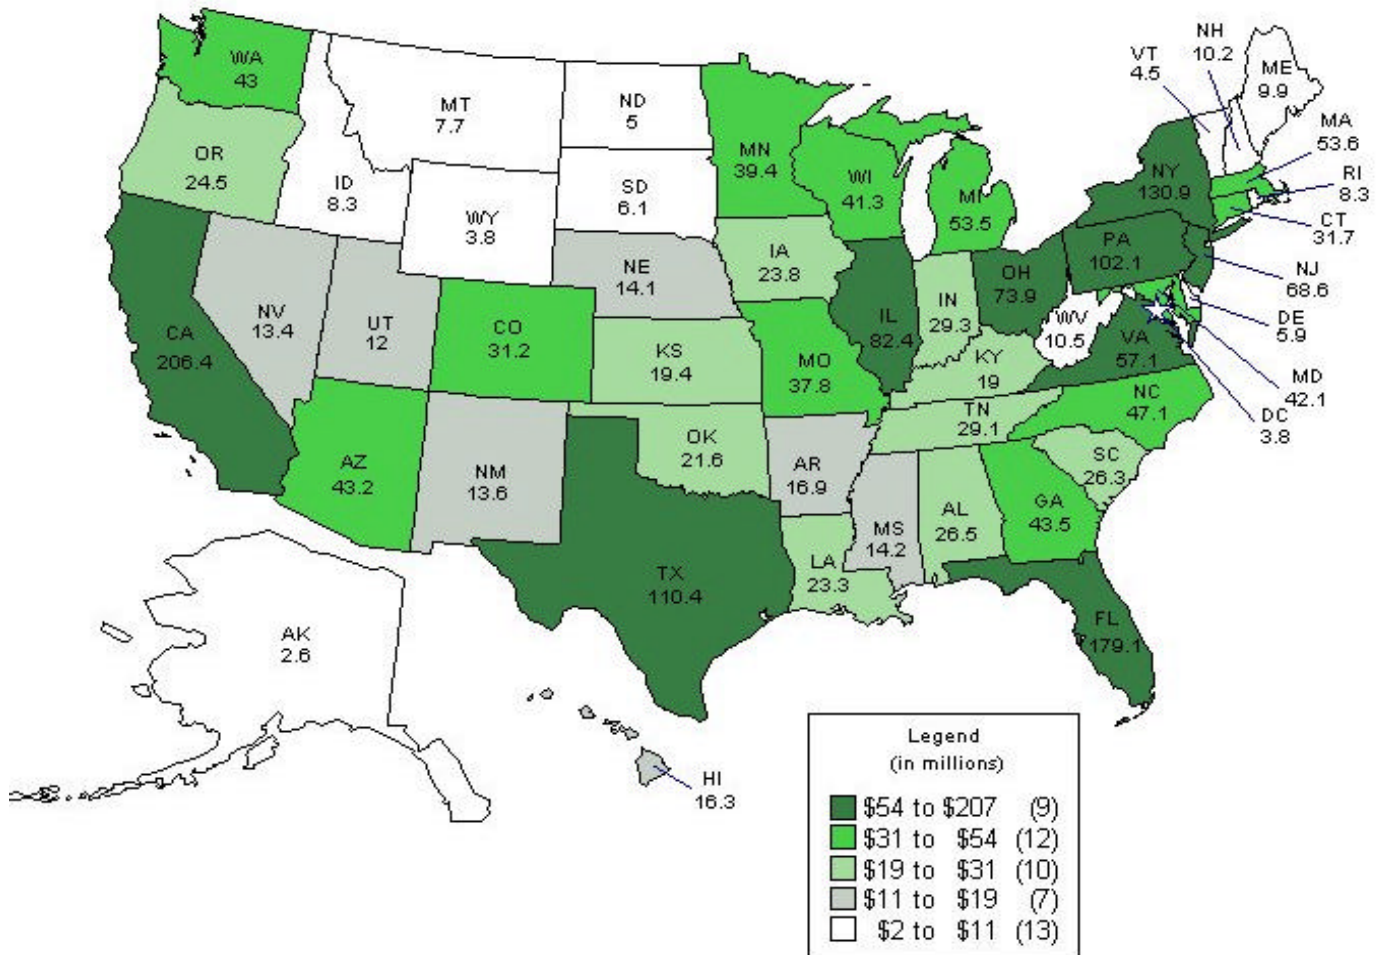 WA
43
OR
24.5
CA
206.4
NV
13.4
ID
8.3
MT
7.7
WY
3.8
UT
12
AZ
43.2
CO
31.2
NM
13.6
ND
5
SD
6.1
NE
14.1
KS
19.4
OK
21.6
TX
110.4
MN
39.4
IA
23.8
MO
37.8
AR
16.9
LA
23.3
WI
41.3
IL
82.4
MI
53.5
IN
29.3
OH
73.9
KY
19
TN
29.1
MS
14.2
AL
26.5
GA
43.5
FL
179.1
SC
26.3
NC
47.1
VA
57.1
WV
10.5
PA
102.1
NY
130.9
VT
4.5
NH
10.2
ME
9.9
MA
53.6
RI
8.3
CT
31.7
NJ
68.6
DE
5.9
MD
42.1
DC
3.8
AK
2.6
HI
16.3
Legend
(in millions)
$54 to $207 (9)
$31 to $54 (12)
$19 to $31 (10)
$11 to $19 (7)
$2 to $11 (13)